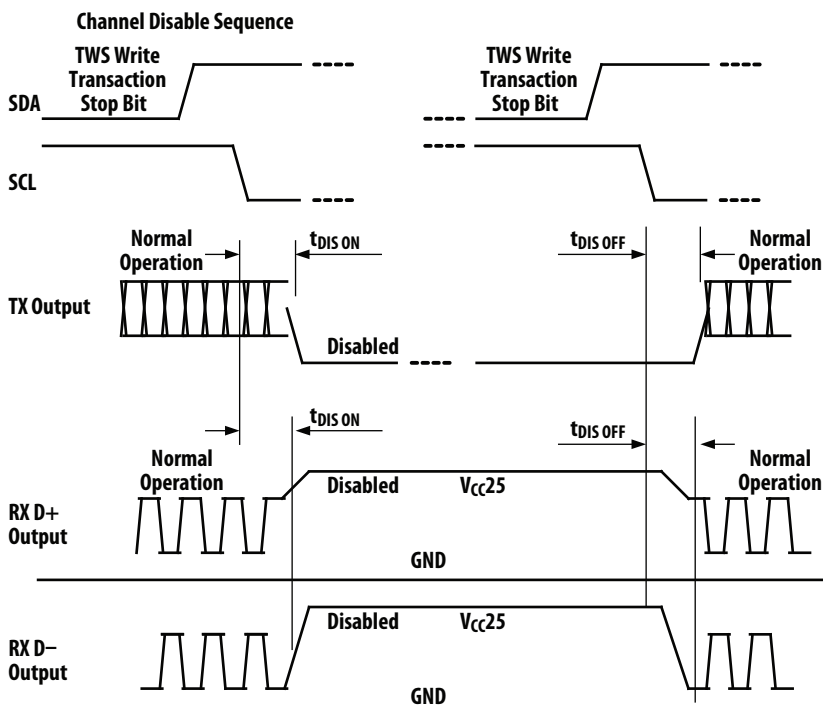 Channel Disable Sequence
TWS Write
Transaction
Stop Bit
TWS Write
Transaction
Stop Bit
SDA
SCL
Normal
Operation
tDIS ON
tDIS OFF
Normal
Operation
TX Output
Disabled
tDIS ON
tDIS OFF
Normal
Operation
Normal
Operation
Disabled
VCC25
RX D+
Output
GND
Disabled
VCC25
RX D−
Output
GND